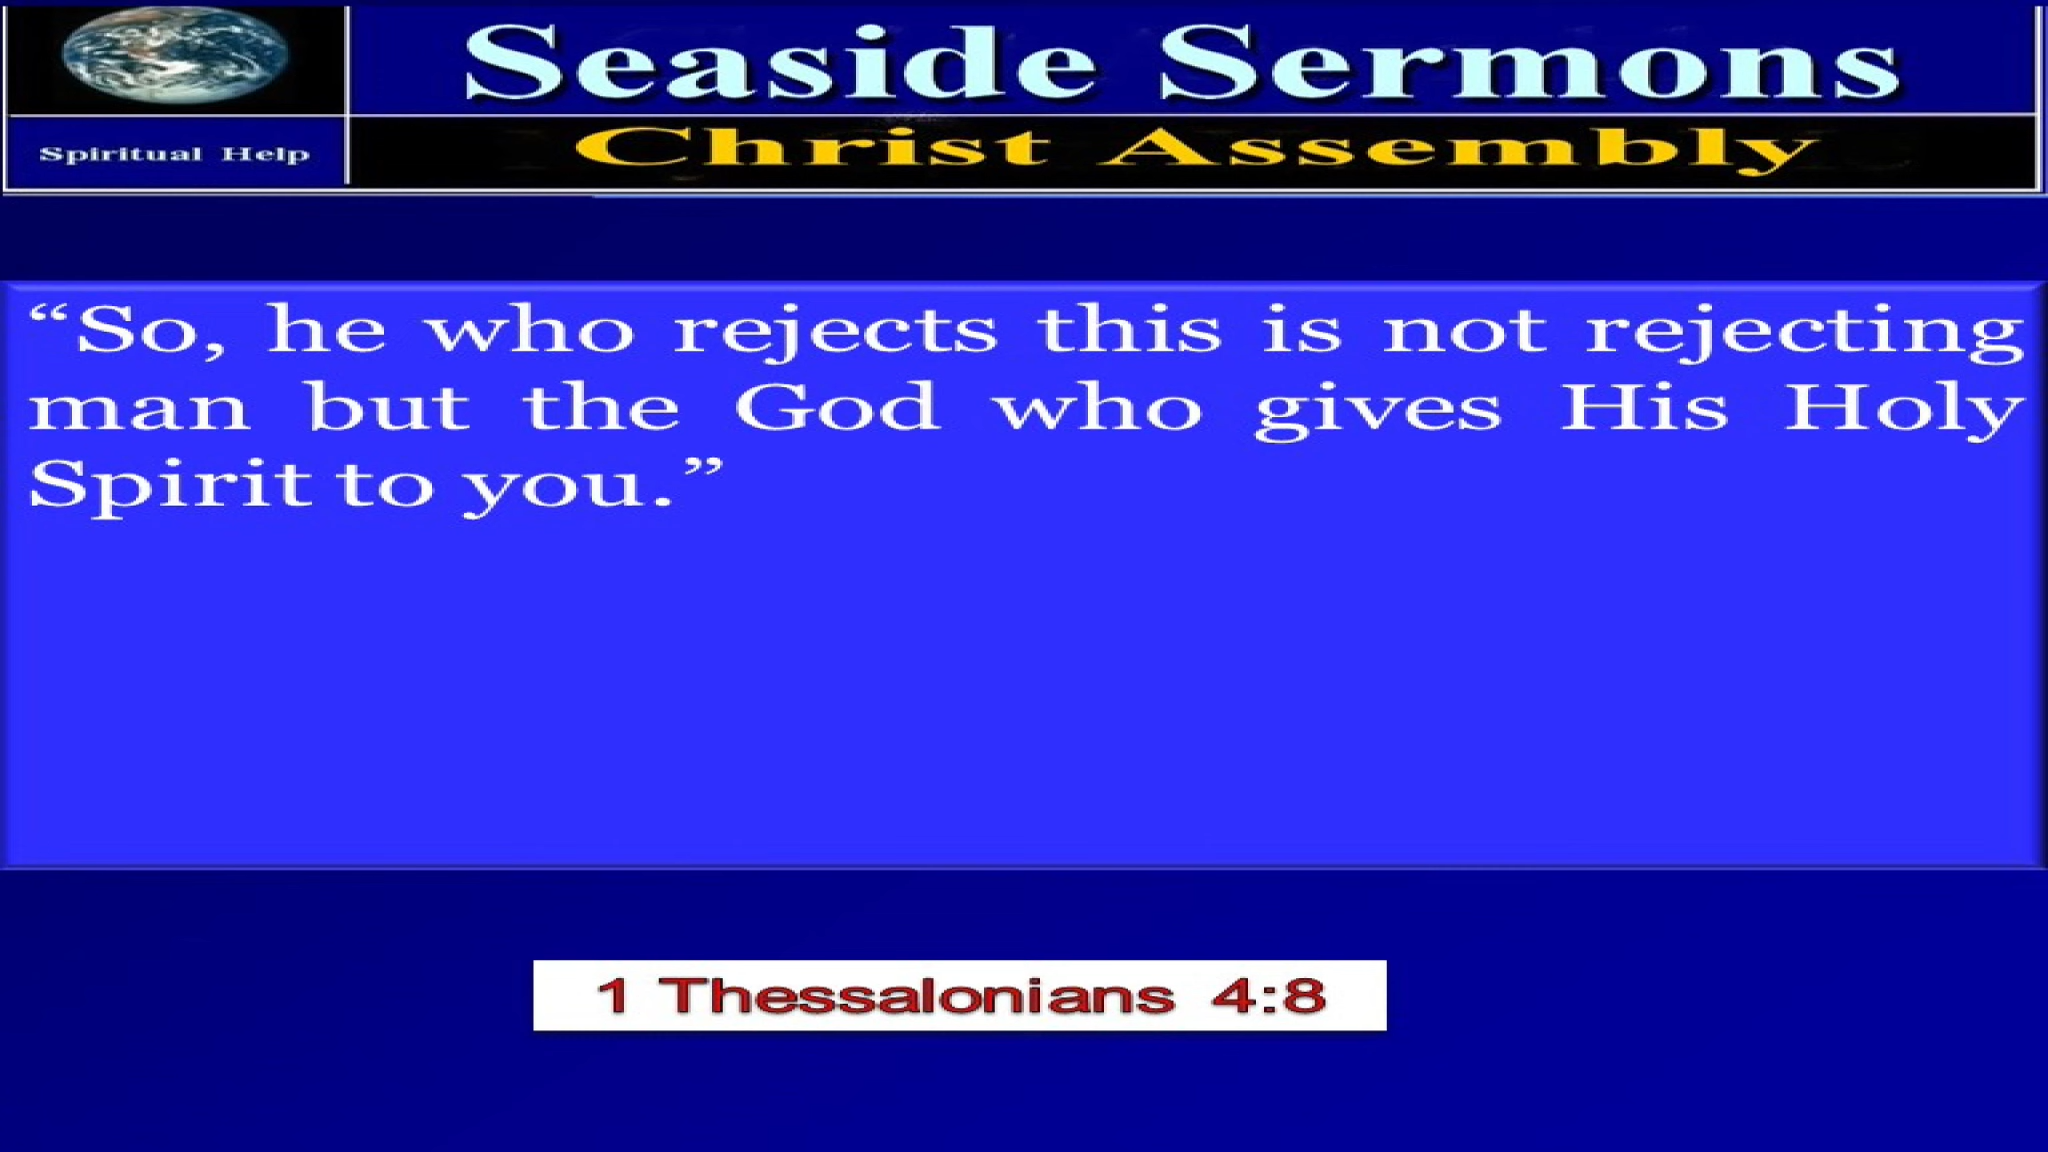 Seaside Sermons
Spiritual Help
Christ Assembly
“So, he who rejects this is not rejecting
man but the God who gives His Holy
Spirit to you.”
1 Thessalonians 4:8